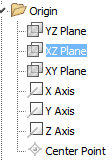 Origin
YZ Plane
XZ Plane
XY Plane
X Axis
Y Axis
Z Axis
Center Point